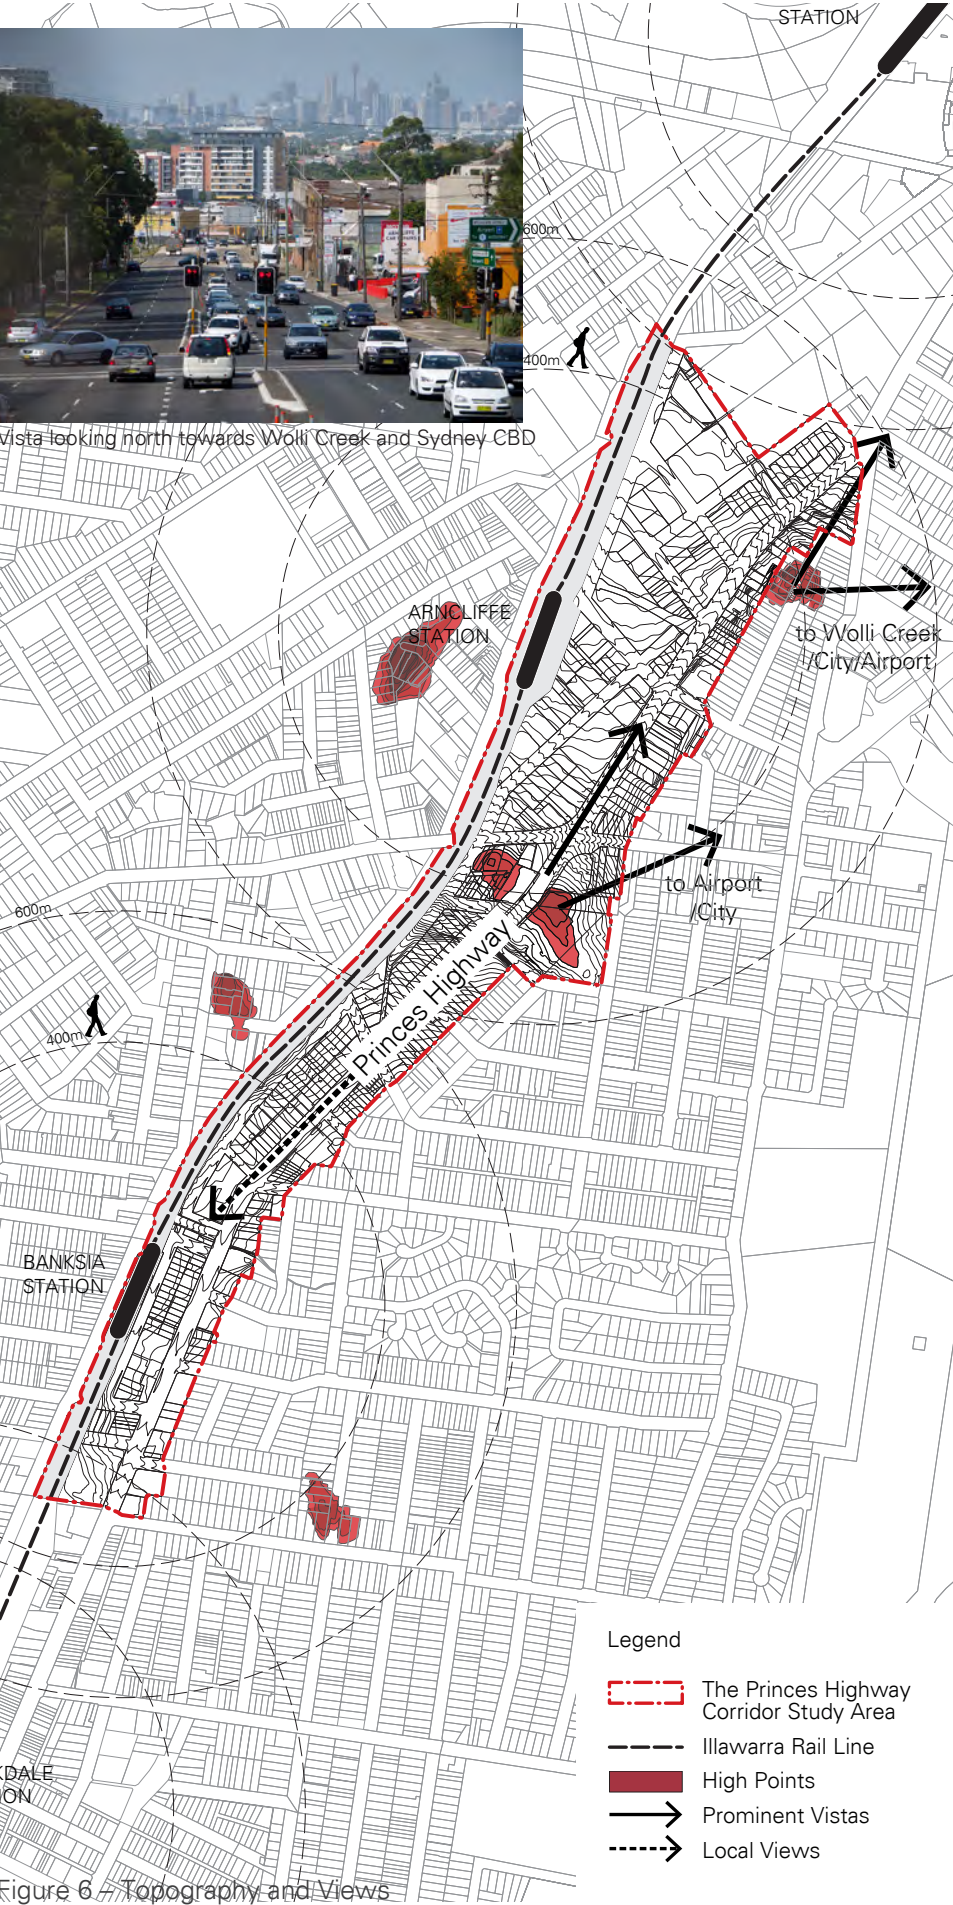 STATION
600m
400m
Vista looking north towards Wolli Creek and Sydney CBD
ARNCLIFFE
STATION
to Wolli Creek
/City/Airport
to Airport
/City
600m
Princes Highway
400m
BANKSIA
STATION
Legend
The Princes Highway
Corridor Study Area
Illawarra Rail Line
High Points
Prominent Vistas
Local Views
KDALE
ION
Figure 6 – Topography and Views